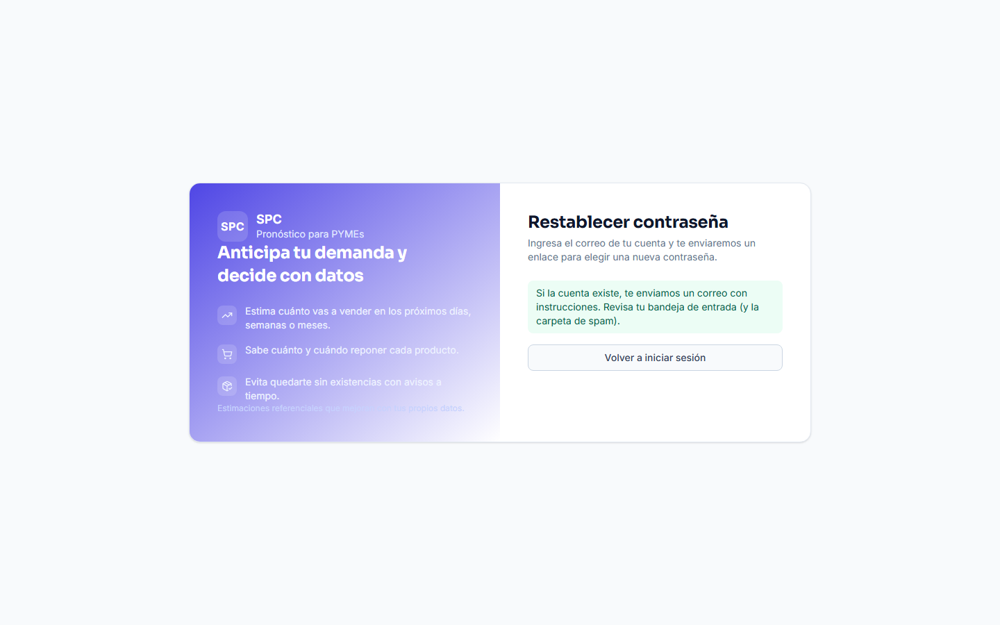 SPC
SPC
Pronóstico para PYMEs
Anticipa tu demanda y
decide con datos
Estima cuánto vas a vender en los próximos días,
semanas o meses.
Sabe cuánto y cuándo reponer cada producto.
Evita quedarte sin existencias con avisos a
tiempo.
Estimaciones referenciales que tus propios datos.
Restablecer contraseña
Ingresa el correo de tu cuenta y te enviaremos un
enlace para elegir una nueva contraseña.
Si la cuenta existe, te enviamos un correo con
instrucciones. Revisa tu bandeja de entrada (y la
carpeta de spam).
Volver a iniciar sesión